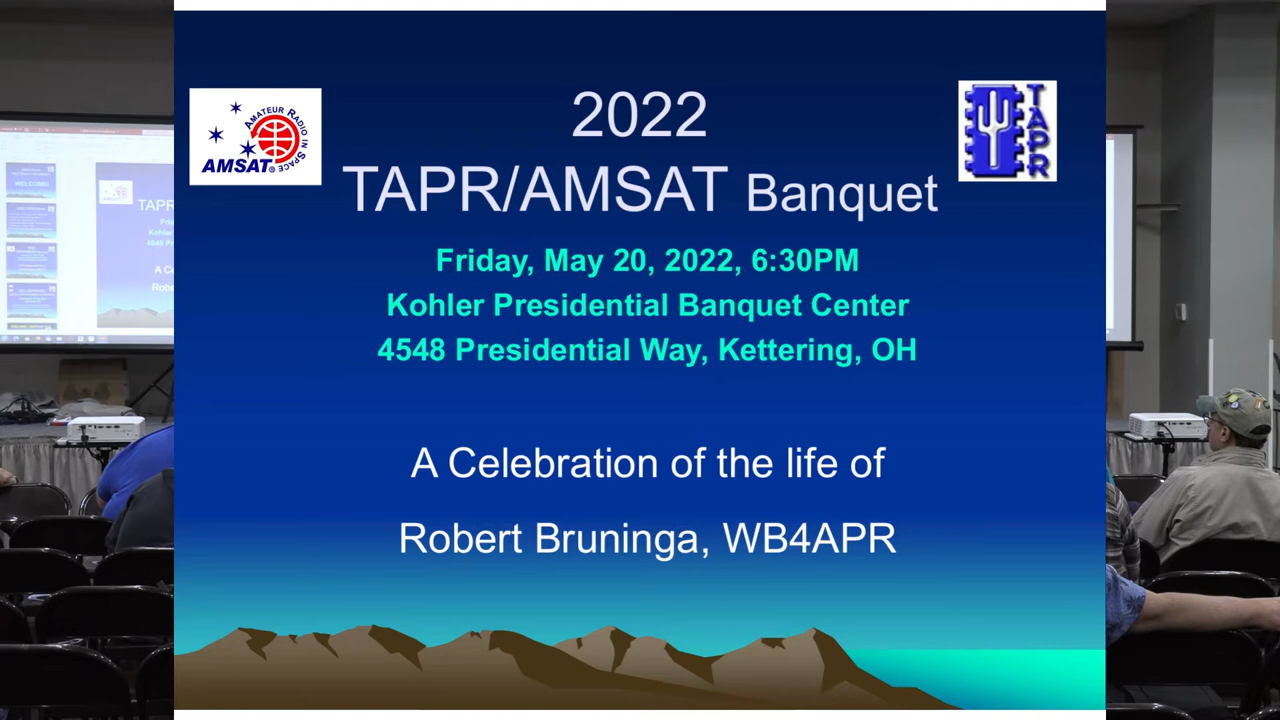 2022
TAPR/AMSAT Banquet
AMATEUR RADIO IN SPACE
AMSAT®
TAPR
Friday, May 20, 2022, 6:30PM
Kohler Presidential Banquet Center
4548 Presidential Way, Kettering, OH
A Celebration of the life of
Robert Bruninga, WB4APR
WELCOME!